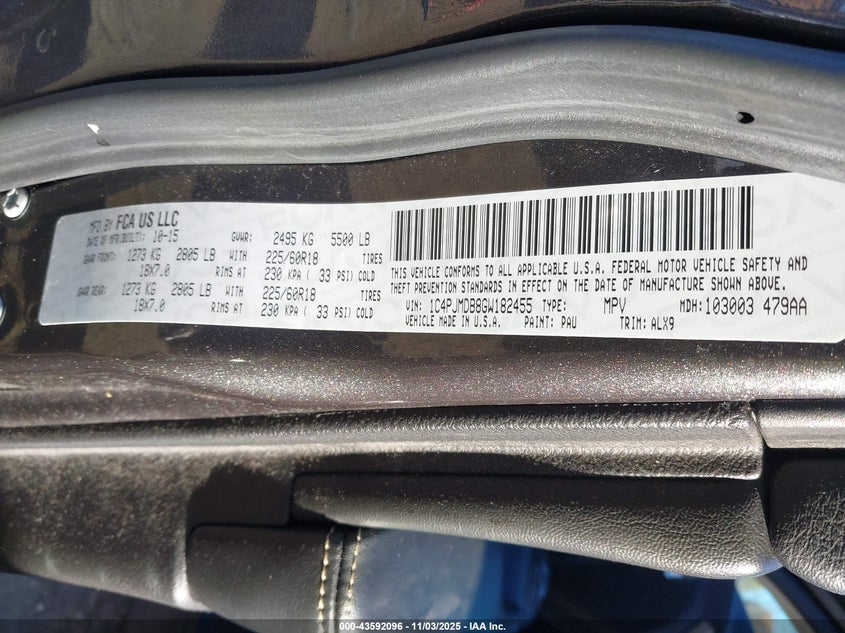 MFD BY FCA US LLC
DATE OF MFR(BUILT): 10-15 GVWR: 2495 KG 5500 LB
GAWR FRONT: 1273 KG 2805 LB WITH 225/60R18 TIRES
18X7.0 RIMS AT 230 KPA ( 33 PSI) COLD
GAWR REAR: 1273 KG 2805 LB WITH 225/60R18 TIRES
18X7.0 RIMS AT 230 KPA ( 33 PSI) COLD
THIS VEHICLE CONFORMS TO ALL APPLICABLE U.S.A. FEDERAL MOTOR VEHICLE SAFETY AND
THEFT PREVENTION STANDARDS IN EFFECT ON THE DATE OF MANUFACTURE SHOWN ABOVE.
VIN: 1C4PJMDB8GW182455 TYPE: MPV MDH: 103003 479AA
VEHICLE MADE IN U.S.A. PAINT: PAU TRIM: ALX9
000-43592096 - 11/03/2025 - IAA Inc.